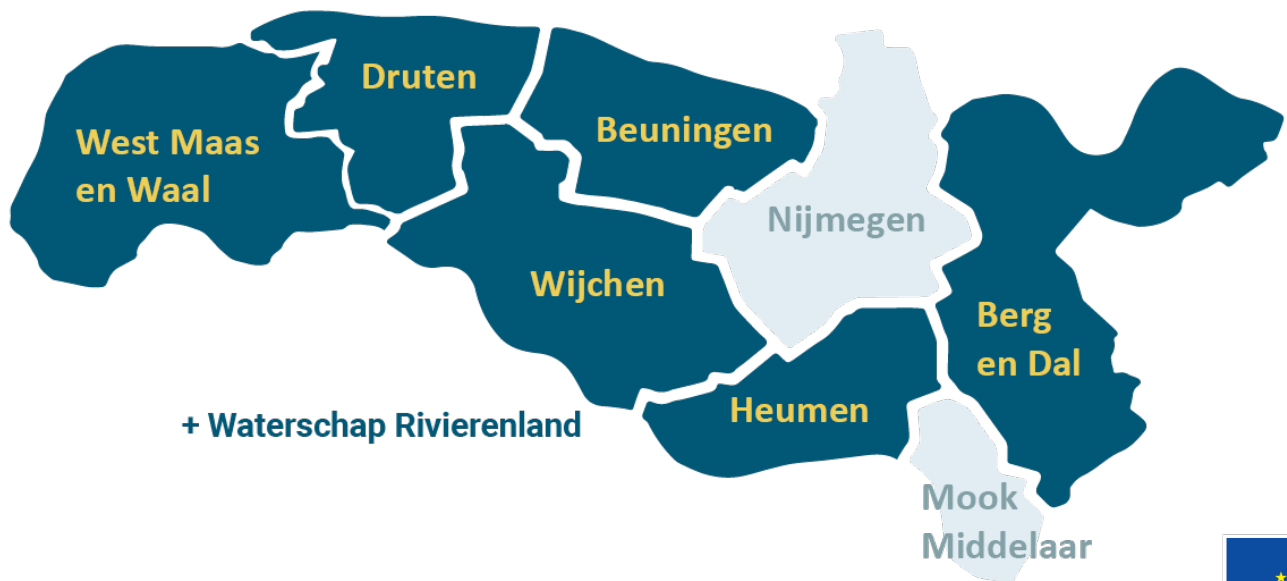 Druten
West Maas
en Waal
Beuningen
Nijmegen
Wijchen
Berg
en Dal
Heumen
+ Waterschap Rivierenland
Mook
Middelaar